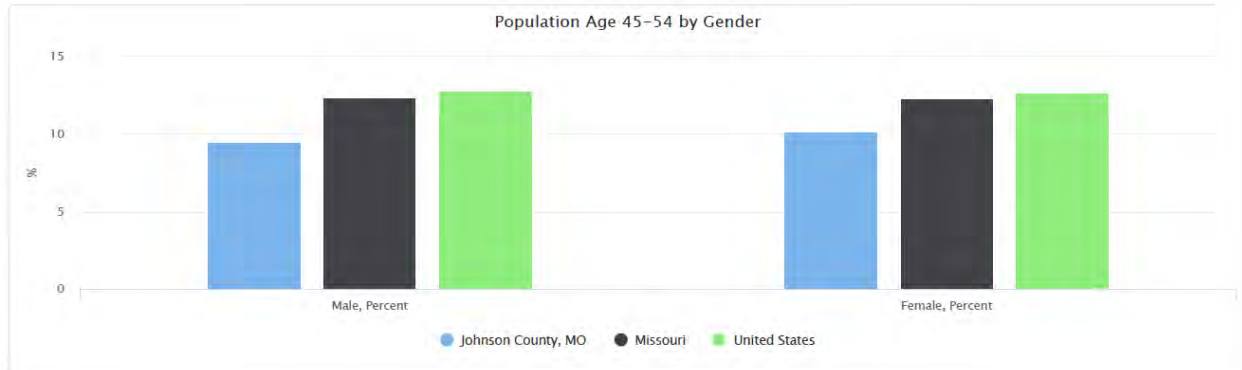 Population Age 45-54 by Gender
15
10
5
0
%
Male, Percent
Female, Percent
Johnson County, MO
Missouri
United States